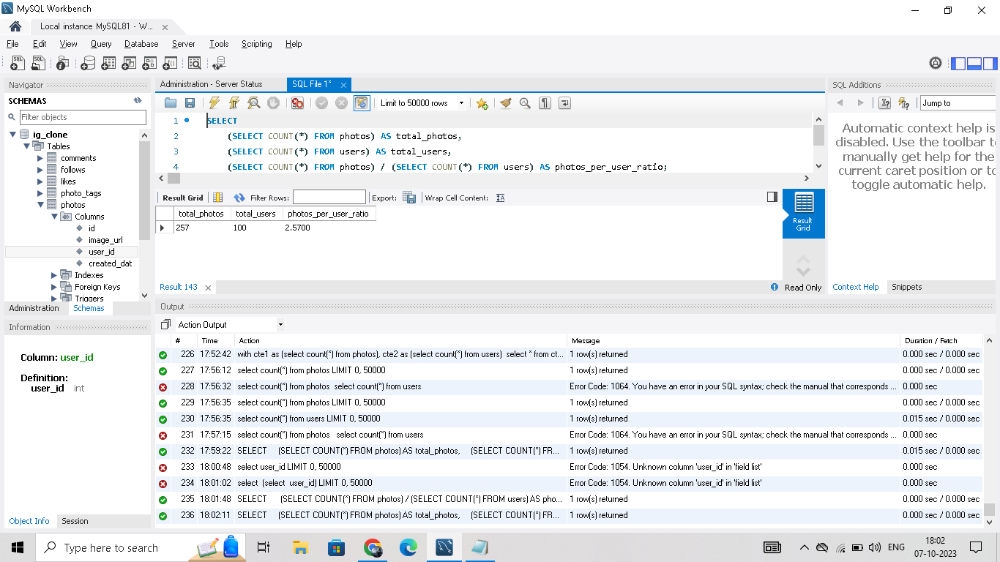 MySQL Workbench
Local instance MySQL81 - W...
File Edit View Query Database Server Tools Scripting Help
Navigator
SCHEMAS
Filter objects
ig_clone
Tables
comments
follows
likes
photo_tags
photos
Columns
id
image_url
user_id
created_dat
Indexes
Foreign Keys
Triggers
Administration Schemas
Information
Column: user_id
Definition:
user_id int
Object Info Session
Administration - Server Status SQL File 1*
Limit to 50000 rows
1 SELECT
2 (SELECT COUNT(*) FROM photos) AS total_photos,
3 (SELECT COUNT(*) FROM users) AS total_users,
4 (SELECT COUNT(*) FROM photos) / (SELECT COUNT(*) FROM users) AS photos_per_user_ratio;
Result Grid Filter Rows: Export: Wrap Cell Content:
total_photos total_users photos_per_user_ratio
257 100 2.5700
Result
Grid
Result 143 Read Only
SQL Additions
Jump to
Automatic context help is
disabled. Use the toolbar to
manually get help for the
current caret position or to
toggle automatic help.
Context Help Snippets
Output
Action Output
# Time Action Message Duration / Fetch
226 17:52:42 with cte1 as (select count(*) from photos), cte2 as (select count(*) from users) select * from ct... 1 row(s) returned 0.000 sec / 0.000 sec
227 17:56:12 select count(*) from photos LIMIT 0, 50000 1 row(s) returned 0.000 sec / 0.000 sec
228 17:56:32 select count(*) from photos select count(*) from users Error Code: 1064. You have an error in your SQL syntax; check the manual that corresponds ... 0.000 sec
229 17:56:35 select count(*) from photos LIMIT 0, 50000 1 row(s) returned 0.000 sec / 0.000 sec
230 17:56:35 select count(*) from users LIMIT 0, 50000 1 row(s) returned 0.015 sec / 0.000 sec
231 17:57:15 select count(*) from photos select count(*) from users Error Code: 1064. You have an error in your SQL syntax; check the manual that corresponds ... 0.000 sec
232 17:59:22 SELECT (SELECT COUNT(*) FROM photos) AS total_photos, (SELECT COUNT(*) FR... 1 row(s) returned 0.015 sec / 0.000 sec
233 18:00:48 select user_id LIMIT 0, 50000 Error Code: 1054. Unknown column 'user_id' in 'field list' 0.000 sec
234 18:01:02 select (select user_id) LIMIT 0, 50000 Error Code: 1054. Unknown column 'user_id' in 'field list' 0.000 sec
235 18:01:48 SELECT (SELECT COUNT(*) FROM photos) / (SELECT COUNT(*) FROM users) AS pho... 1 row(s) returned 0.000 sec / 0.000 sec
236 18:02:11 SELECT (SELECT COUNT(*) FROM photos) AS total_photos, (SELECT COUNT(*) FR... 1 row(s) returned 0.000 sec / 0.000 sec
Type here to search
ENG
18:02
07-10-2023